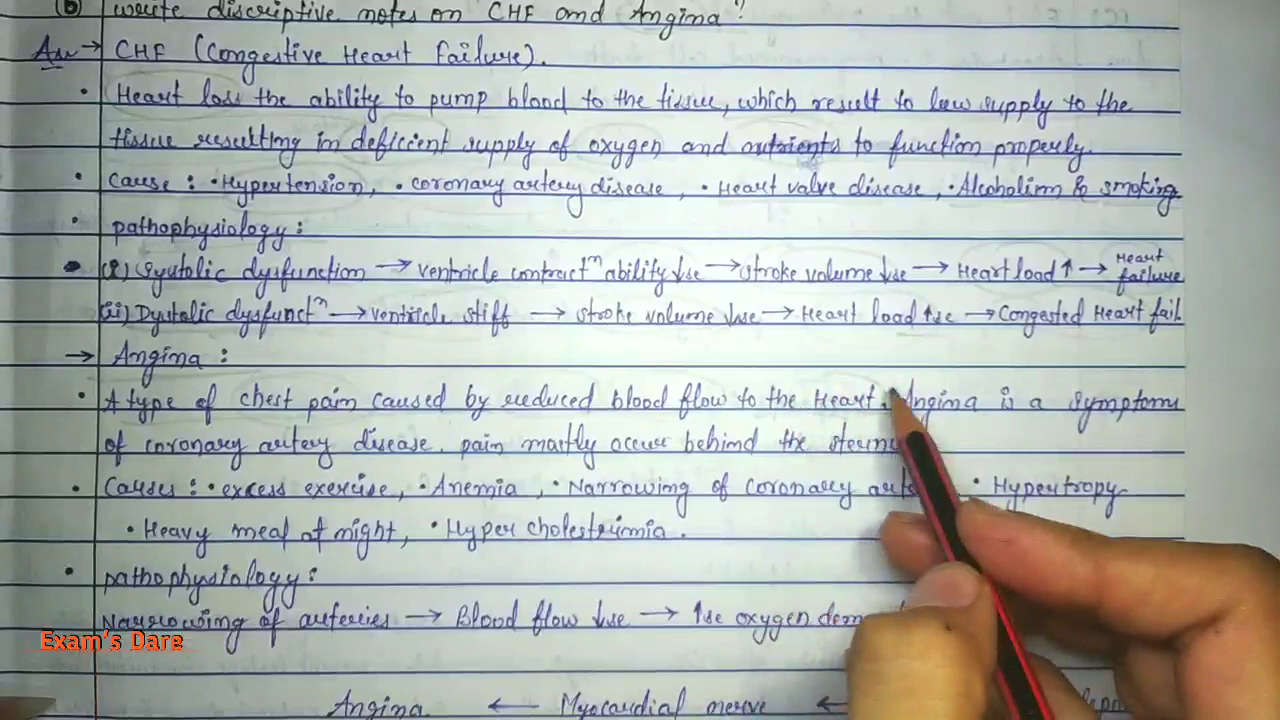 (b) write discriptive notes on CHF and Angina?
Ans → CHF (Congestive Heart Failure).
• Heart loss the ability to pump blood to the tissue, which result to low supply to the
tissue resulting in deficient supply of oxygen and nutrients to function properly.
• Cause : • Hypertension, • coronary artery disease, • Heart valve disease, • Alcoholism & smoking
• pathophysiology :
(i) Systolic dysfunction → ventricle contractⁿ ability ↓se → stroke volume ↓se → Heart load ↑ → Heart failure
(ii) Dystolic dysfunctⁿ → ventricle stiff → stroke volume ↓se → Heart load ↑se → Congested Heart fail.
→ Angina :
• A type of chest pain caused by reduced blood flow to the Heart. Angina is a symptom
of coronary artery disease. pain mostly occur behind the
• Causes : • excess exercise, • Anemia, • Narrowing of coronary • Hypertropy
• Heavy meal at night, • Hyper cholestrimia.
• pathophysiology :
Narrowing of arteries → Blood flow ↓se → ↑se oxygen
Exam's Dare
Angina ← Myocardial nerve ←